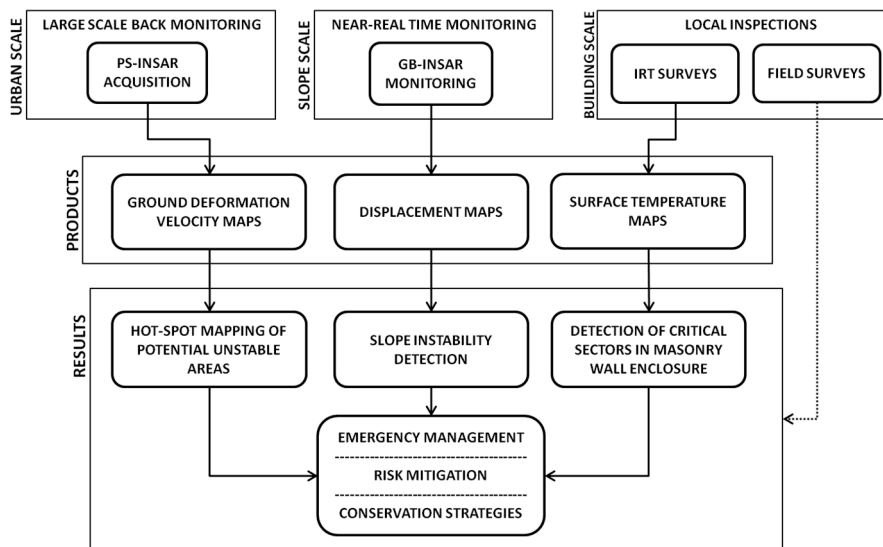 URBAN SCALE
LARGE SCALE BACK MONITORING
PS-INSAR
ACQUISITION
SLOPE SCALE
NEAR-REAL TIME MONITORING
GB-INSAR
MONITORING
BUILDING SCALE
LOCAL INSPECTIONS
IRT SURVEYS
FIELD SURVEYS
PRODUCTS
GROUND DEFORMATION
VELOCITY MAPS
DISPLACEMENT MAPS
SURFACE TEMPERATURE
MAPS
RESULTS
HOT-SPOT MAPPING OF
POTENTIAL UNSTABLE
AREAS
SLOPE INSTABILITY
DETECTION
DETECTION OF CRITICAL
SECTORS IN MASONRY
WALL ENCLOSURE
EMERGENCY MANAGEMENT
RISK MITIGATION
CONSERVATION STRATEGIES